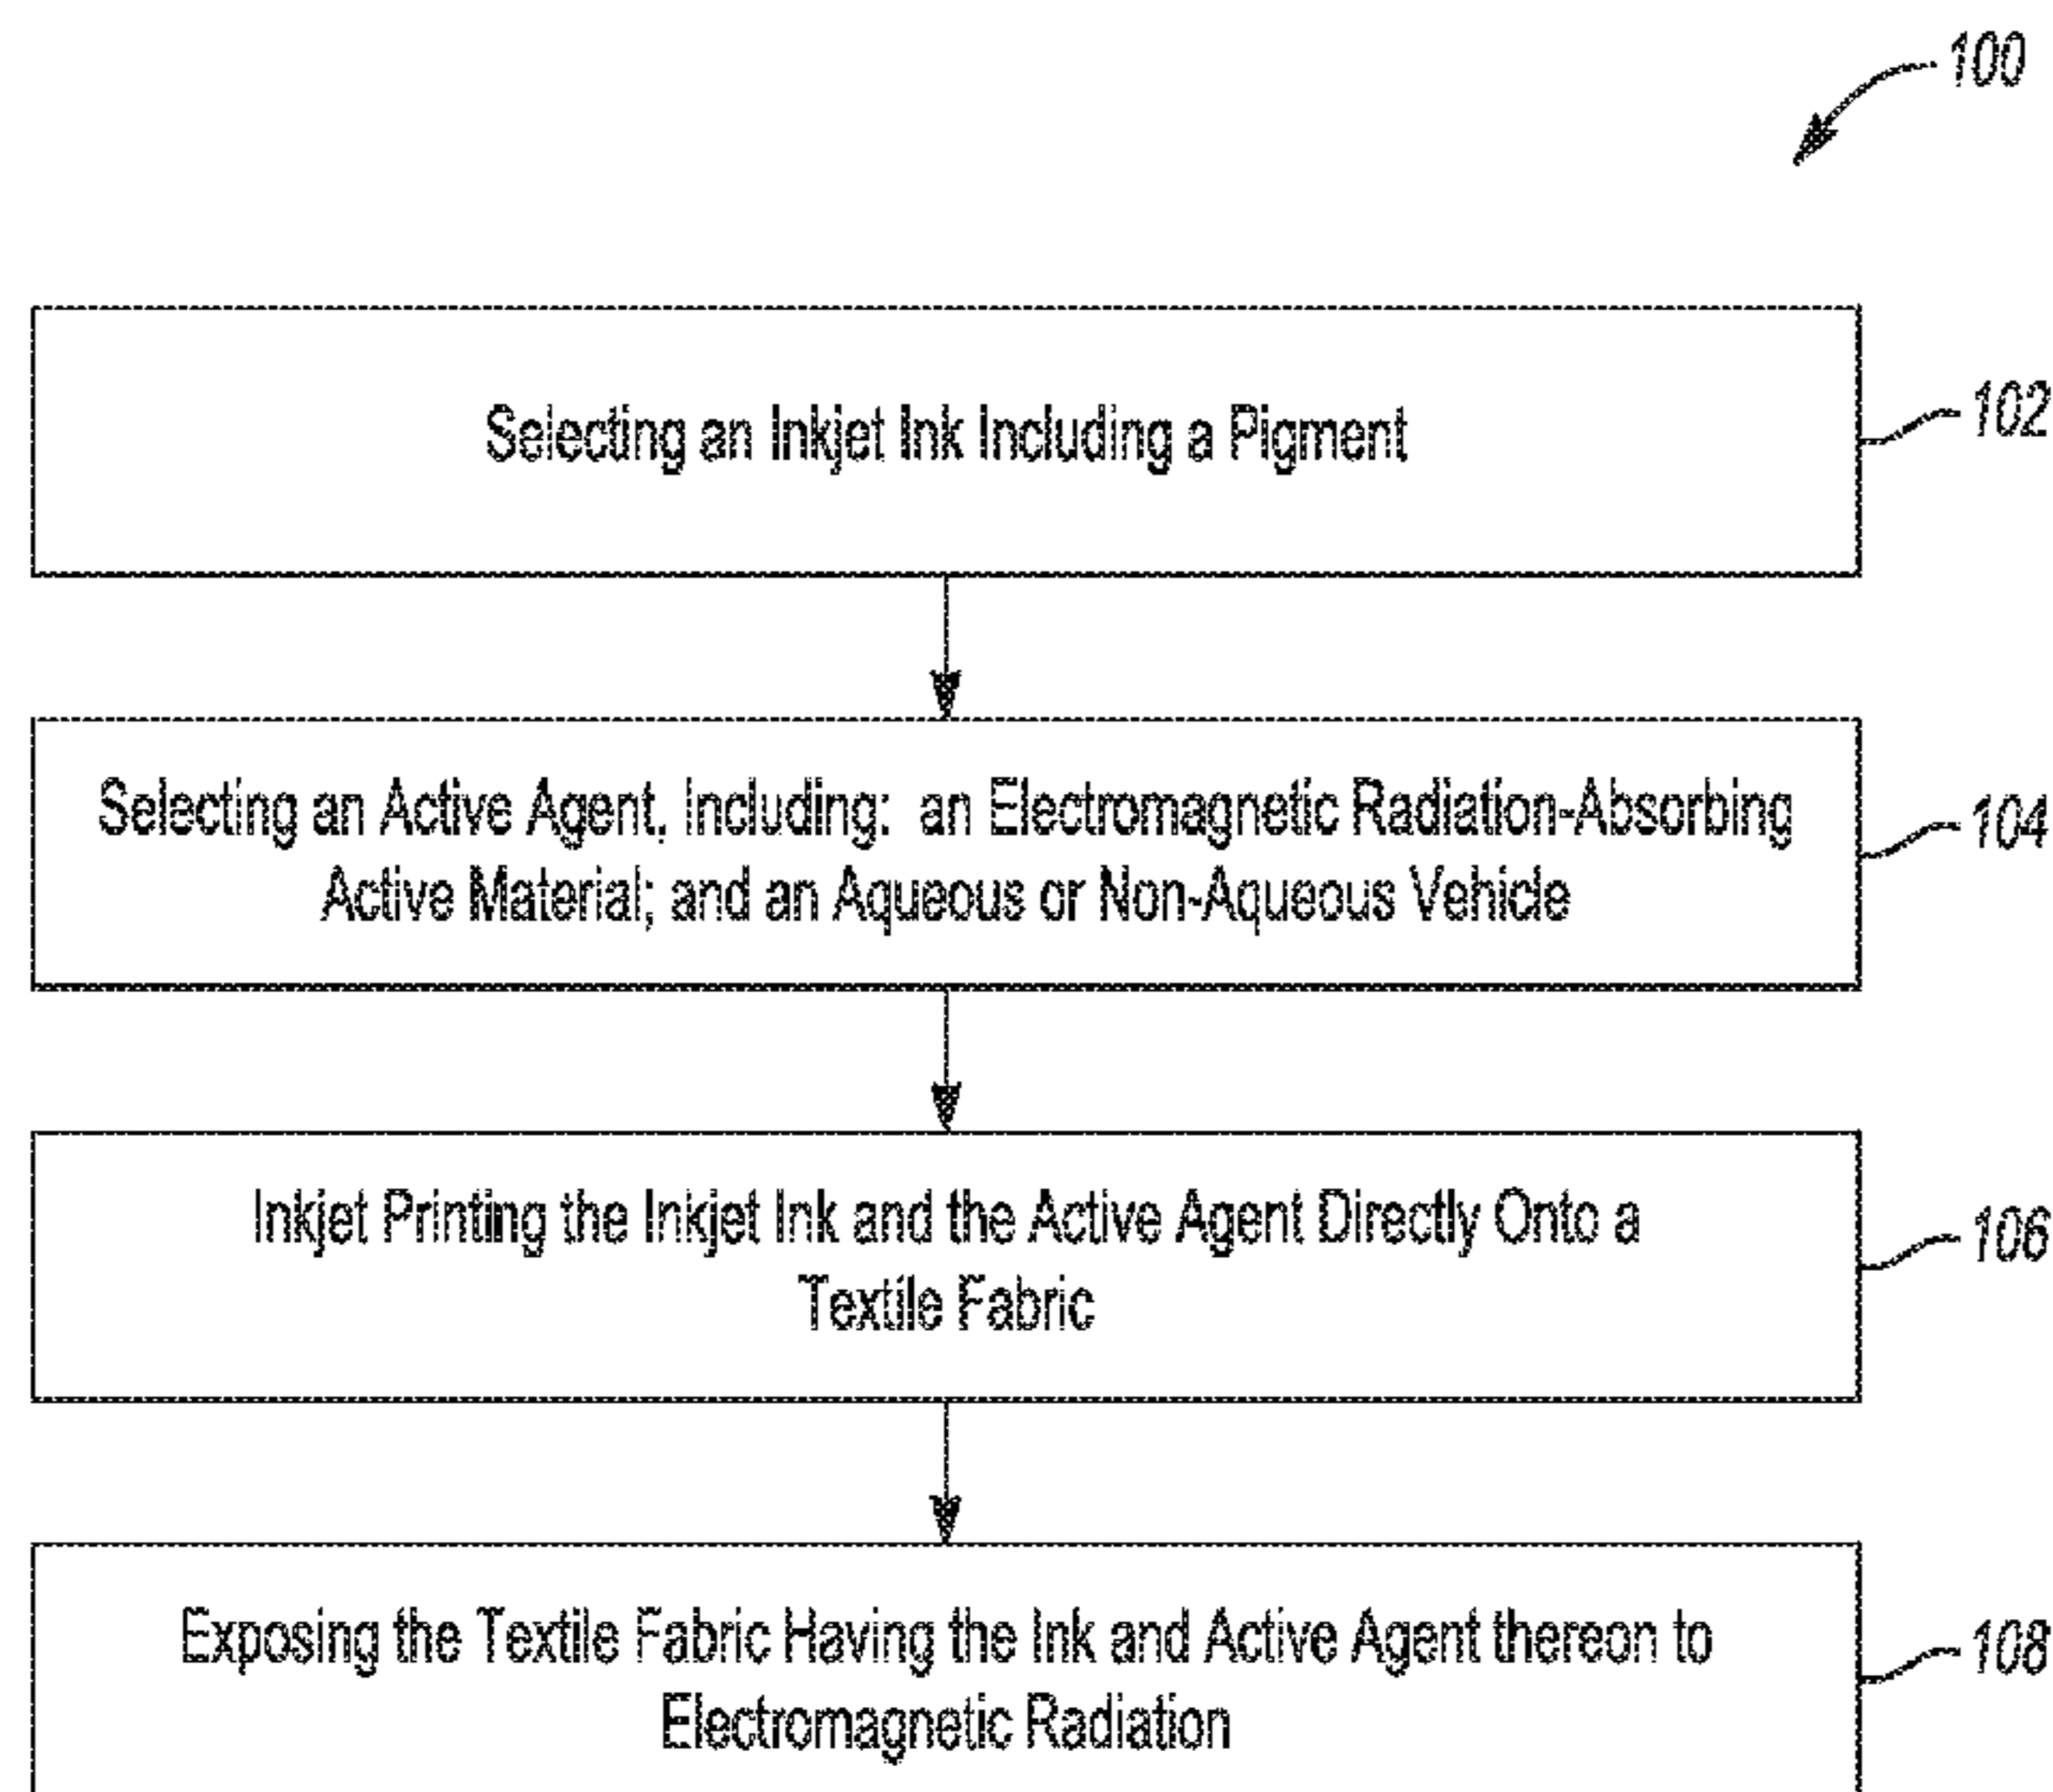 100
Selecting an Inkjet Ink Including a Pigment
102
Selecting an Active Agent, Including: an Electromagnetic Radiation-Absorbing
Active Material; and an Aqueous or Non-Aqueous Vehicle
104
Inkjet Printing the Inkjet Ink and the Active Agent Directly Onto a
Textile Fabric
106
Exposing the Textile Fabric Having the Ink and Active Agent thereon to
Electromagnetic Radiation
108